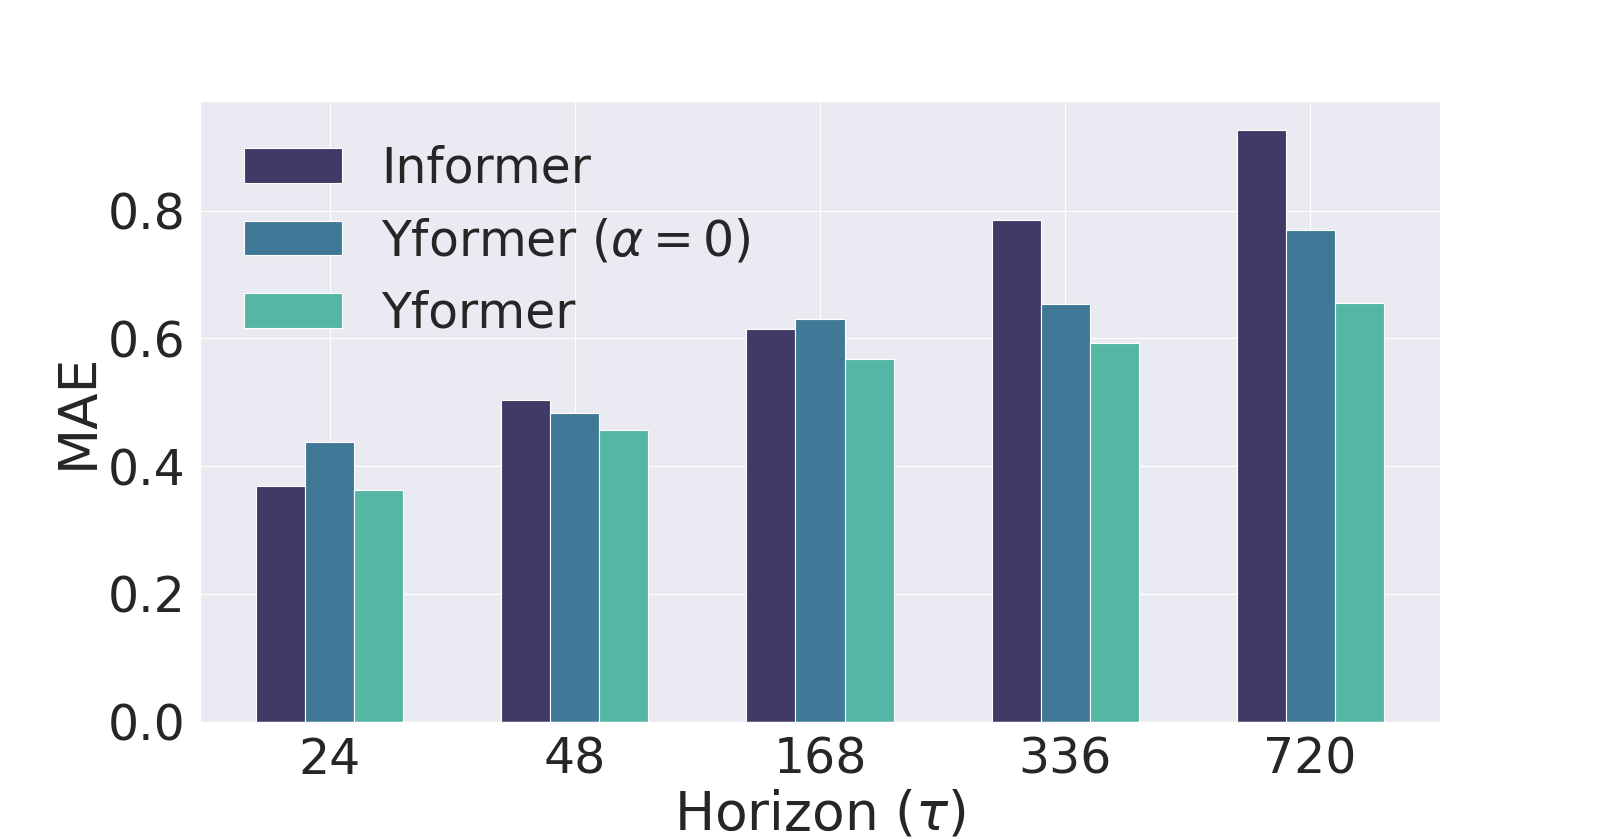 Informer
Yformer (α = 0)
Yformer
0.8
0.6
0.4
0.2
0.0
MAE
24 48 168 336 720
Horizon (τ)